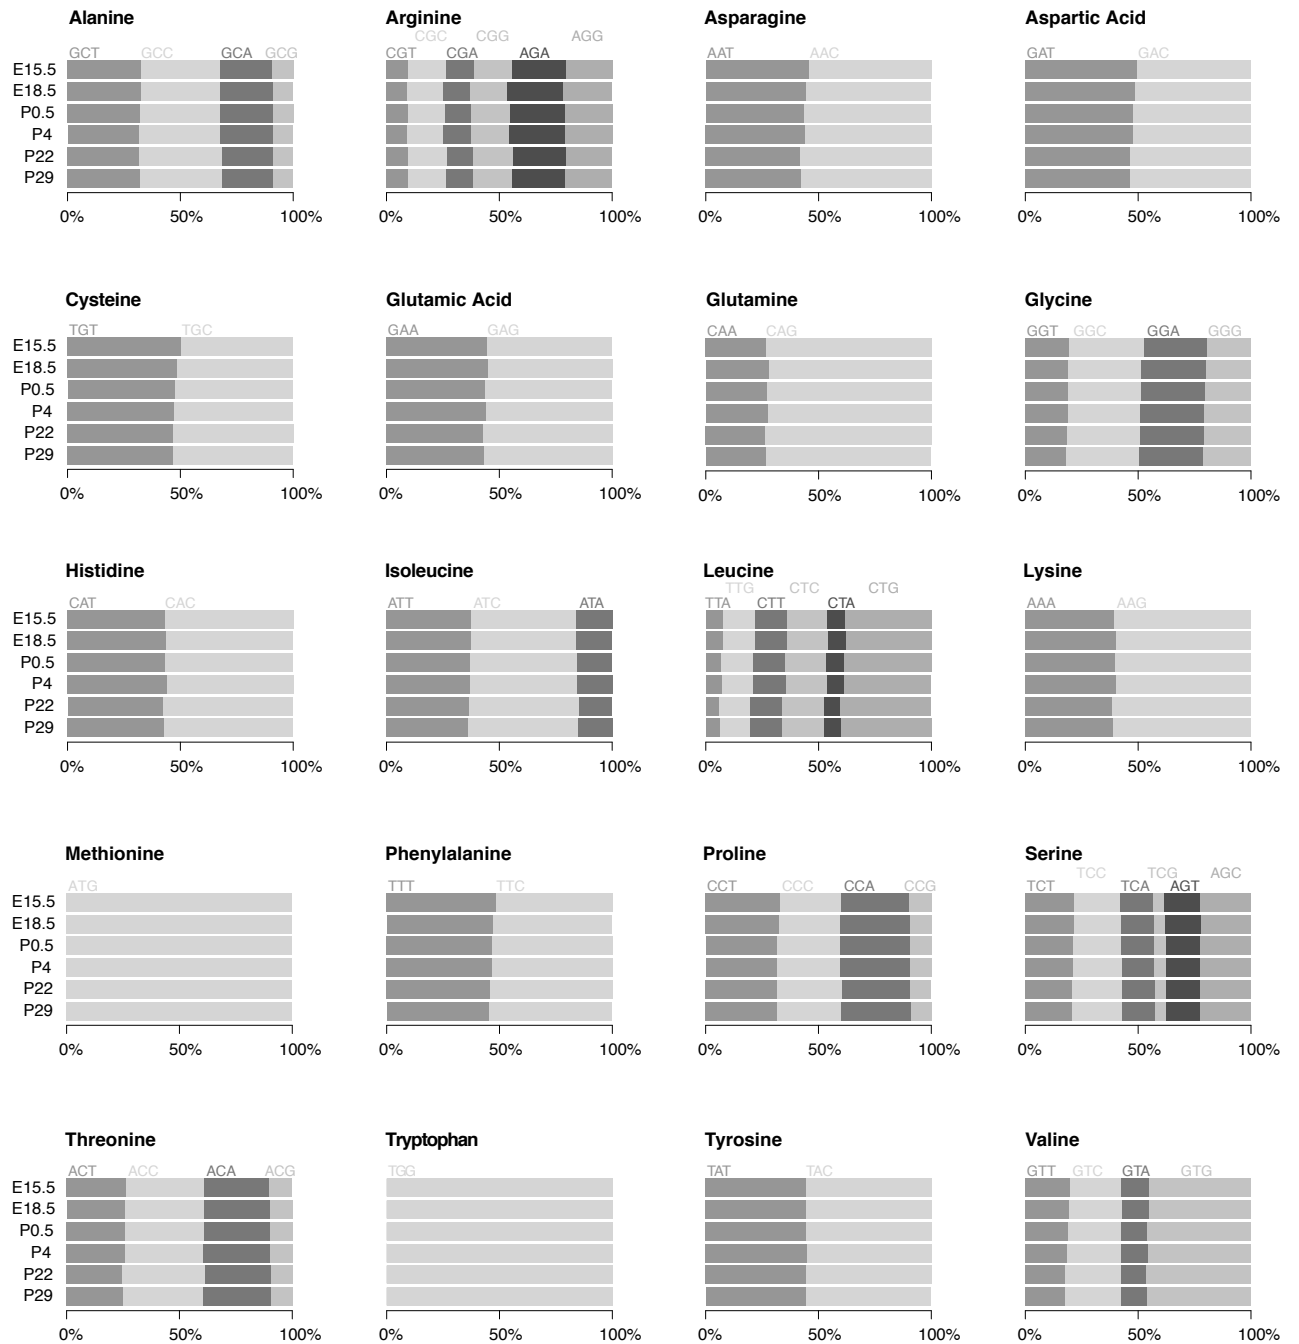 Alanine Arginine Asparagine Aspartic Acid
CGC CGG AGG
GCT GCC GCA GCG CGT CGA AGA AAT AAC GAT GAC
E15.5
E18.5
P0.5
P4
P22
P29
0% 50% 100% 0% 50% 100% 0% 50% 100% 0% 50% 100%
Cysteine Glutamic Acid Glutamine Glycine
TGT TGC GAA GAG CAA CAG GGT GGC GGA GGG
E15.5
E18.5
P0.5
P4
P22
P29
0% 50% 100% 0% 50% 100% 0% 50% 100% 0% 50% 100%
Histidine Isoleucine Leucine Lysine
TTG CTC CTG
CAT CAC ATT ATC ATA TTA CTT CTA AAA AAG
E15.5
E18.5
P0.5
P4
P22
P29
0% 50% 100% 0% 50% 100% 0% 50% 100% 0% 50% 100%
Methionine Phenylalanine Proline Serine
TCC TCG AGC
ATG TTT TTC CCT CCC CCA CCG TCT TCA AGT
E15.5
E18.5
P0.5
P4
P22
P29
0% 50% 100% 0% 50% 100% 0% 50% 100% 0% 50% 100%
Threonine Tryptophan Tyrosine Valine
ACT ACC ACA ACG TGG TAT TAC GTT GTC GTA GTG
E15.5
E18.5
P0.5
P4
P22
P29
0% 50% 100% 0% 50% 100% 0% 50% 100% 0% 50% 100%